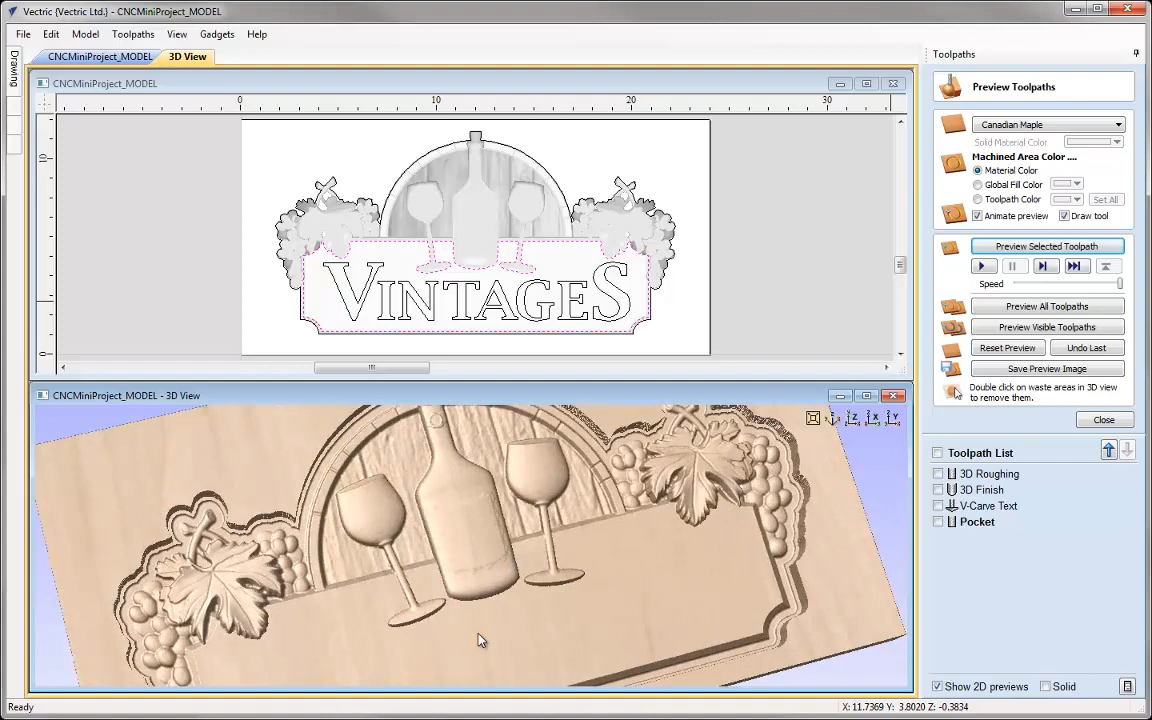 Vectric {Vectric Ltd.} - CNCMiniProject_MODEL
File Edit Model Toolpaths View Gadgets Help
Drawing
CNCMiniProject_MODEL
3D View
CNCMiniProject_MODEL
0 10 20 30
10
0
VINTAGES
CNCMiniProject_MODEL - 3D View
Z X Y
Toolpaths
Preview Toolpaths
Canadian Maple
Solid Material Color
Machined Area Color ....
Material Color
Global Fill Color
Toolpath Color
Set All
Animate preview
Draw tool
Preview Selected Toolpath
Speed
Preview All Toolpaths
Preview Visible Toolpaths
Reset Preview
Undo Last
Save Preview Image
Double click on waste areas in 3D view
to remove them.
Close
Toolpath List
3D Roughing
3D Finish
V-Carve Text
Pocket
Show 2D previews
Solid
Ready
X: 11.7369 Y: 3.8020 Z: -0.3834